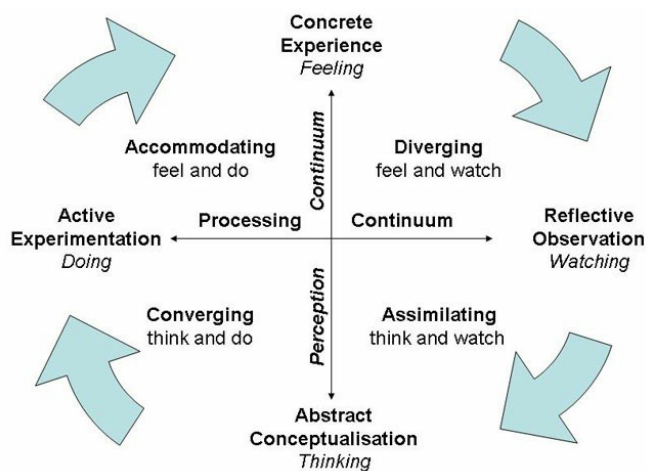 Concrete
Experience
Feeling
Accommodating
feel and do
Continuum
Diverging
feel and watch
Active
Experimentation
Doing
Processing
Continuum
Reflective
Observation
Watching
Converging
think and do
Perception
Assimilating
think and watch
Abstract
Conceptualisation
Thinking